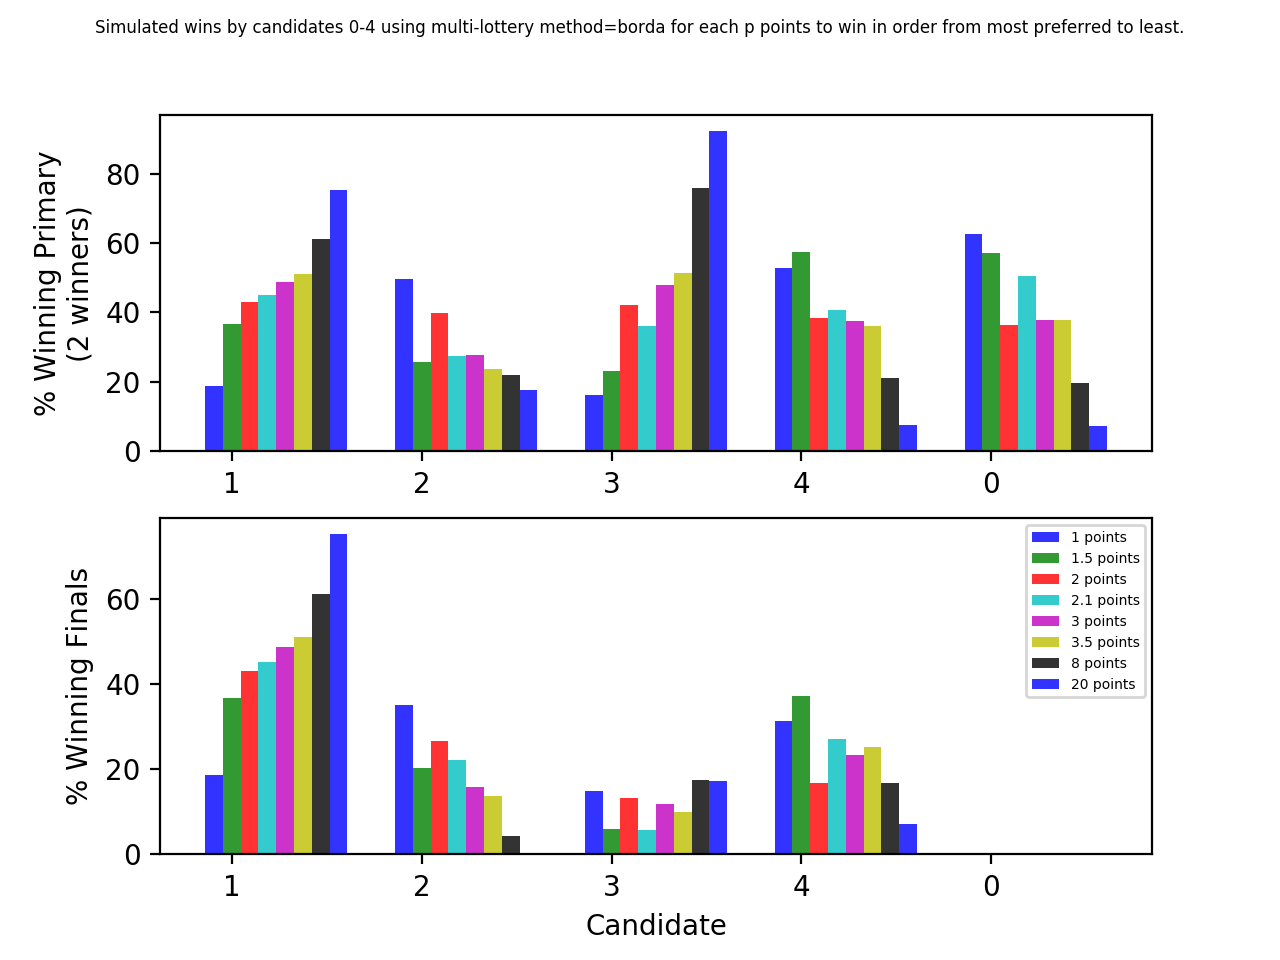 Simulated wins by candidates 0-4 using multi-lottery method=borda for each p points to win in order from most preferred to least.
% Winning Primary
(2 winners)
80
60
40
20
0
1 2 3 4 0
% Winning Finals
60
40
20
0
1 points
1.5 points
2 points
2.1 points
3 points
3.5 points
8 points
20 points
1 2 3 4 0
Candidate